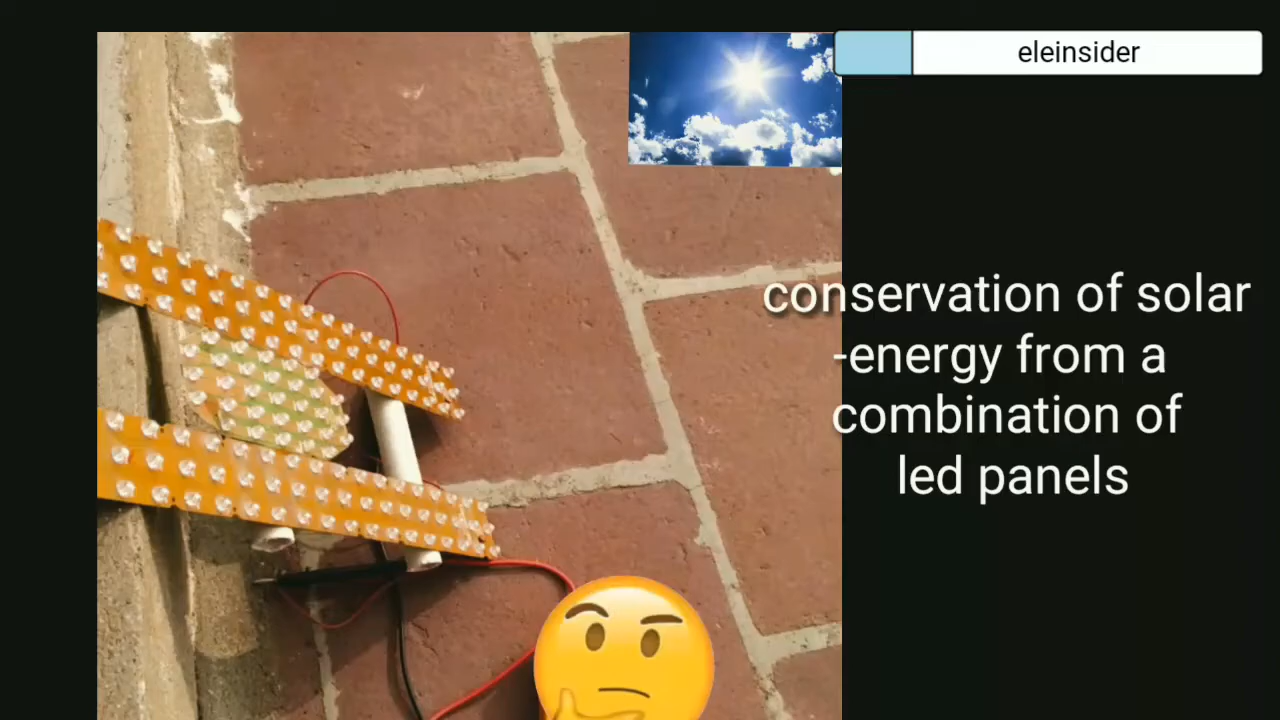 eleinsider
conservation of solar
-energy from a
combination of
led panels